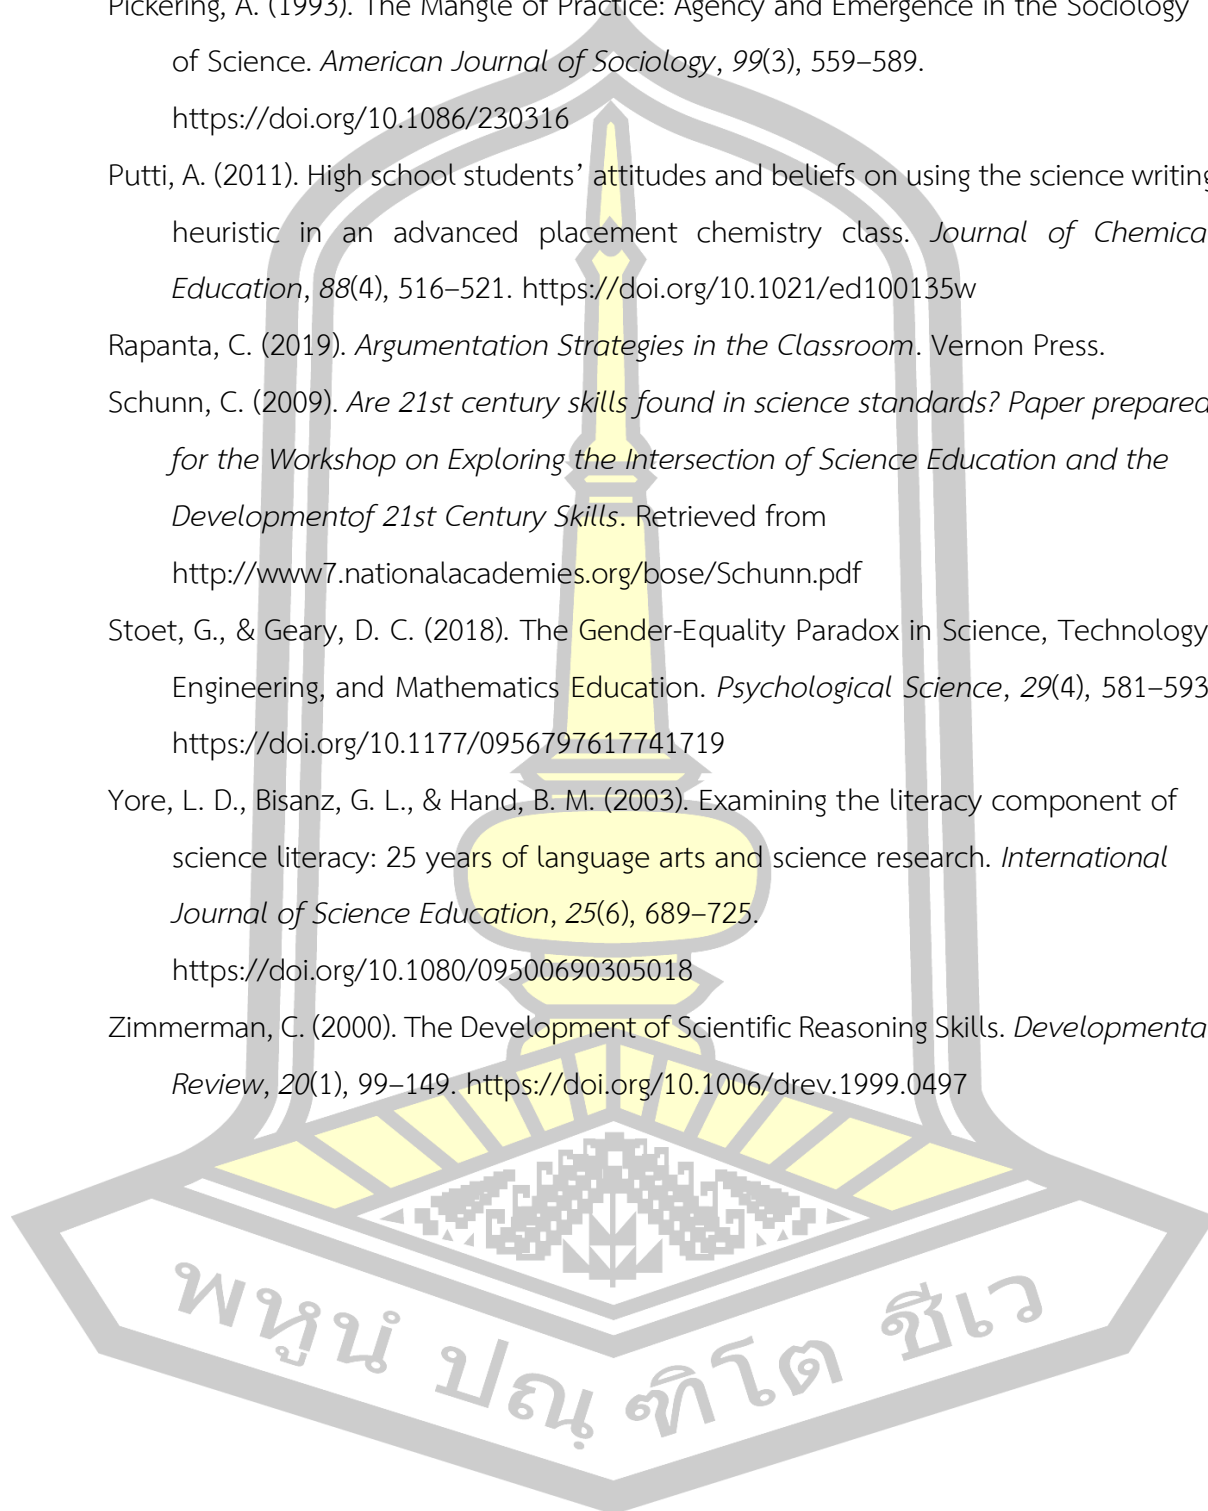 Pickering, A. (1993). The Mangle of Practice: Agency and Emergence in the Sociology
of Science. American Journal of Sociology, 99(3), 559–589.
https://doi.org/10.1086/230316
Putti, A. (2011). High school students’ attitudes and beliefs on using the science writing
heuristic in an advanced placement chemistry class. Journal of Chemica
Education, 88(4), 516–521. https://doi.org/10.1021/ed100135w
Rapanta, C. (2019). Argumentation Strategies in the Classroom. Vernon Press.
Schunn, C. (2009). Are 21st century skills found in science standards? Paper prepared
for the Workshop on Exploring the Intersection of Science Education and the
Developmentof 21st Century Skills. Retrieved from
http://www7.nationalacademies.org/bose/Schunn.pdf
Stoet, G., & Geary, D. C. (2018). The Gender-Equality Paradox in Science, Technology
Engineering, and Mathematics Education. Psychological Science, 29(4), 581–593
https://doi.org/10.1177/0956797617741719
Yore, L. D., Bisanz, G. L., & Hand, B. M. (2003). Examining the literacy component of
science literacy: 25 years of language arts and science research. International
Journal of Science Education, 25(6), 689–725.
https://doi.org/10.1080/09500690305018
Zimmerman, C. (2000). The Development of Scientific Reasoning Skills. Developmenta
Review, 20(1), 99–149. https://doi.org/10.1006/drev.1999.0497
พหูนํ ปณฺ ฑิโต ชีเว